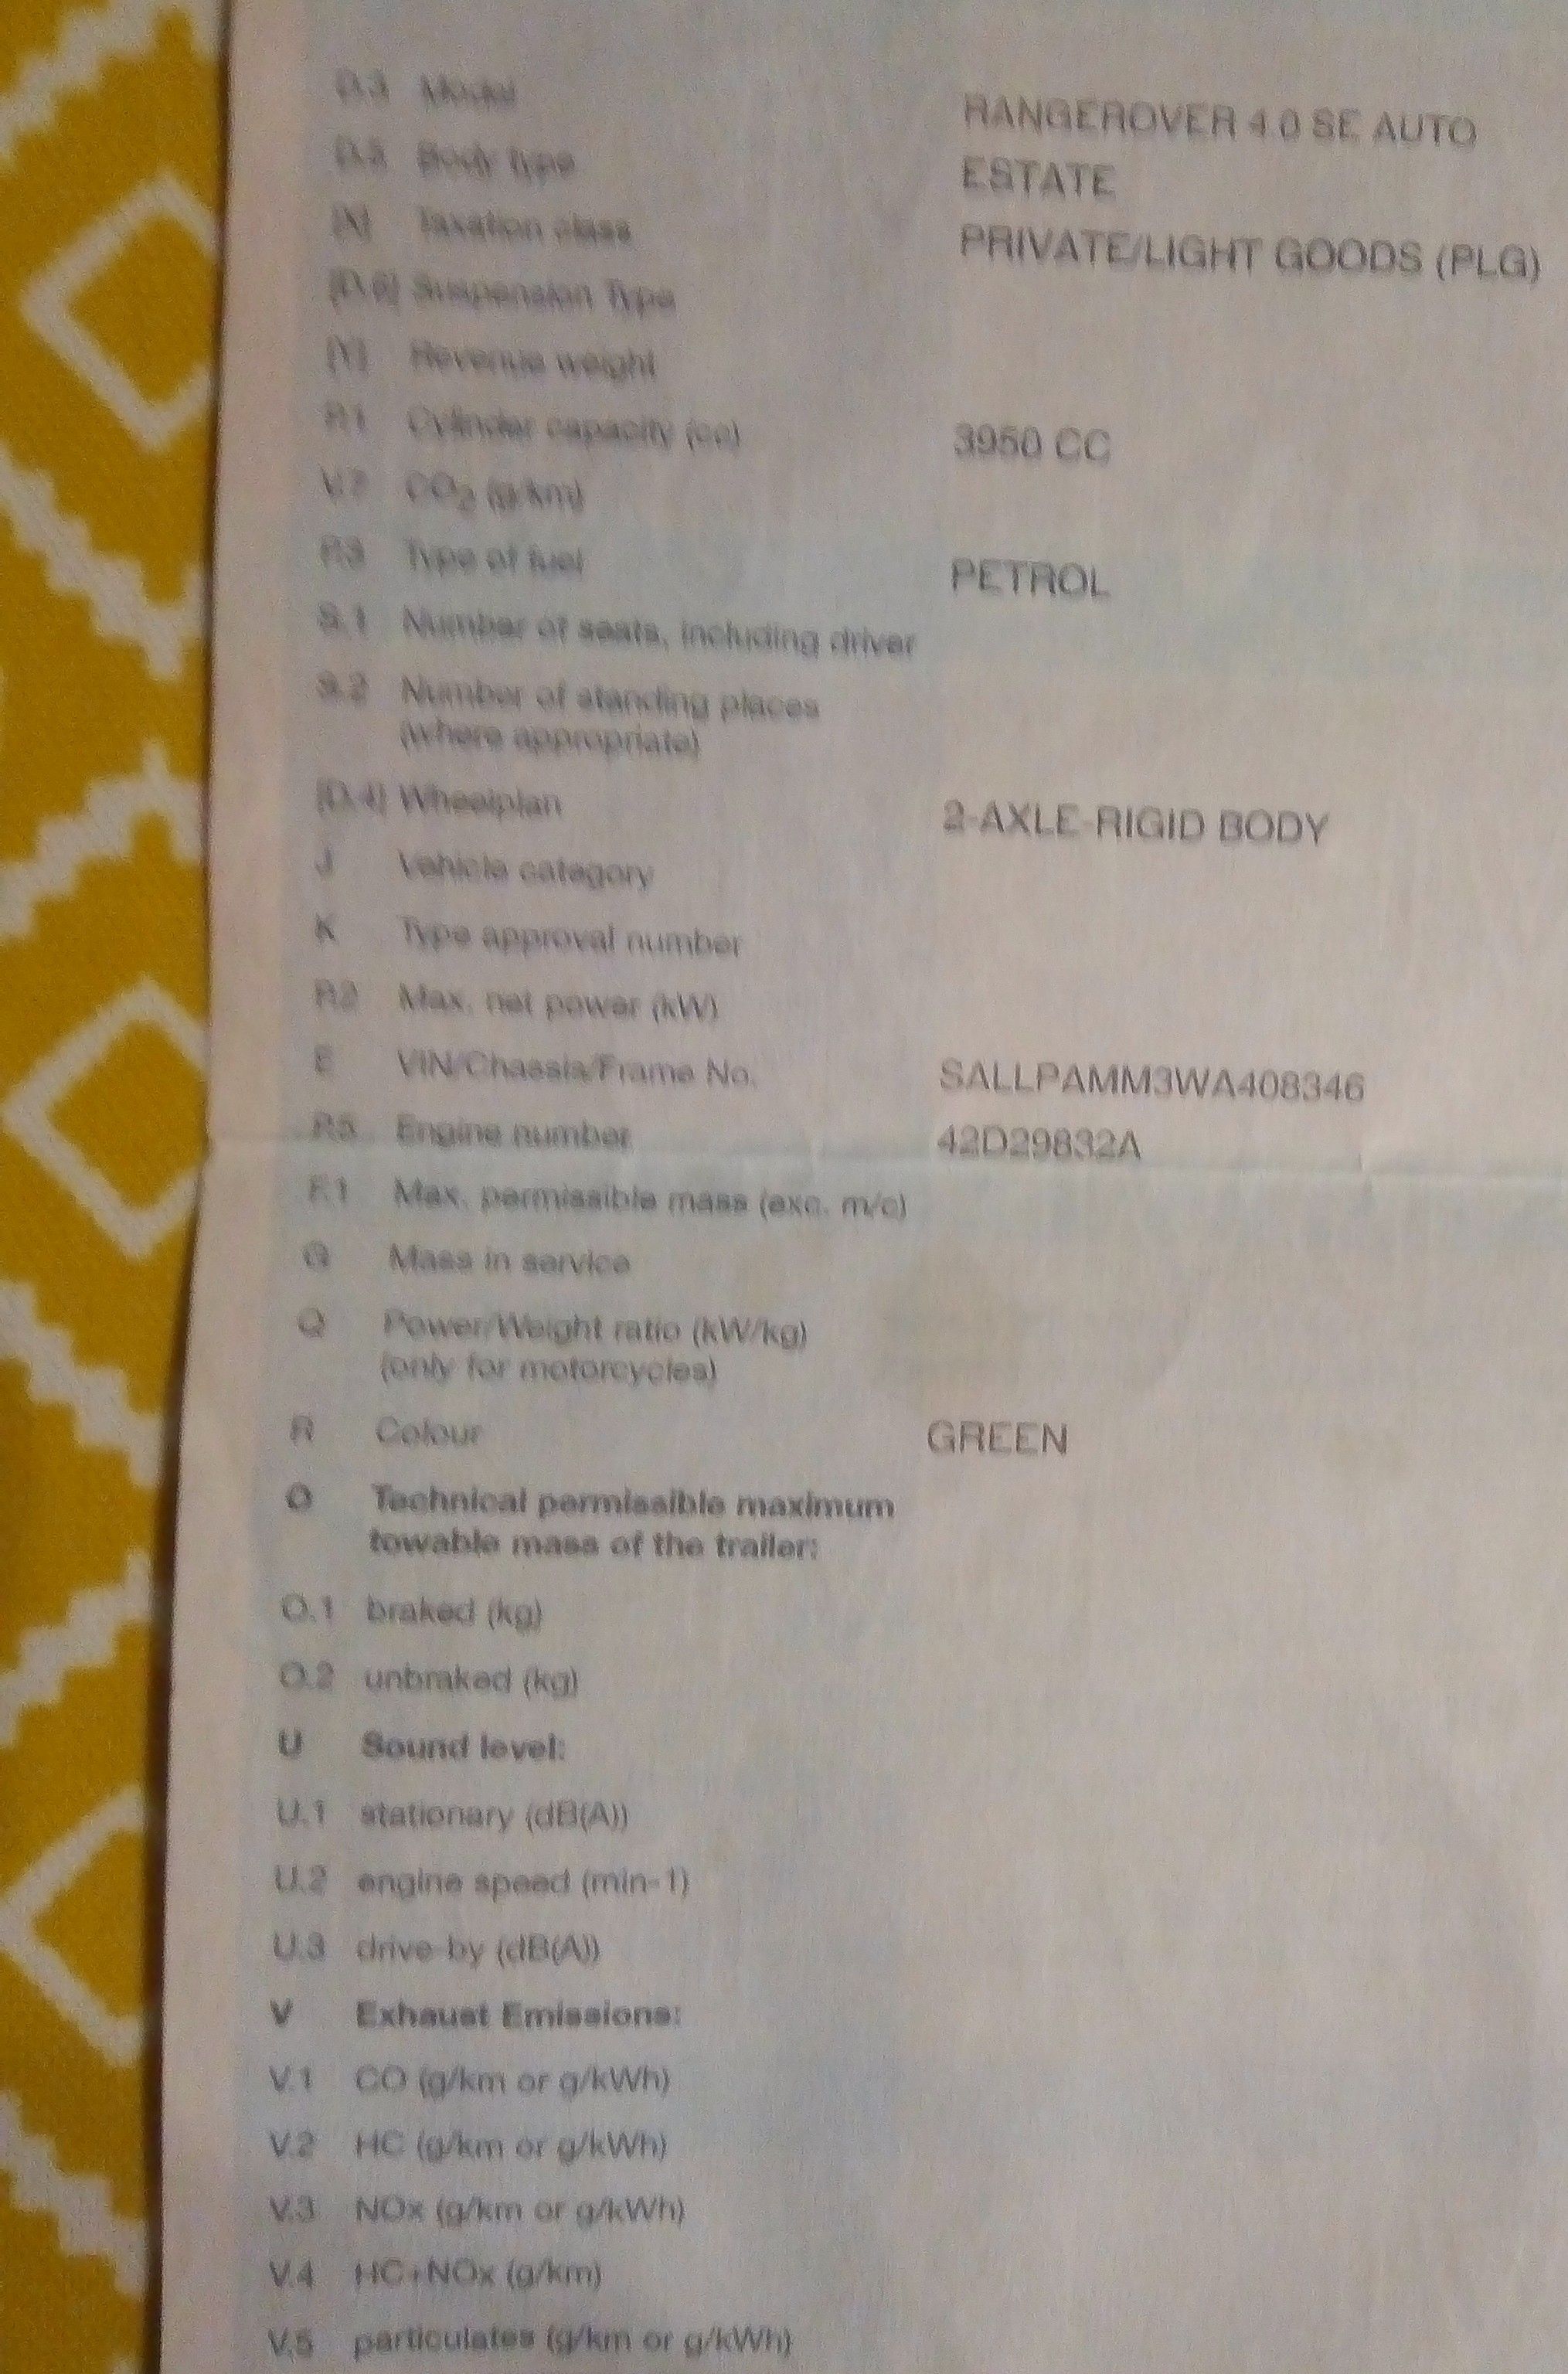 D.3 Model RANGEROVER 4.0 SE AUTO
D.5 Body type ESTATE
[X] Taxation class PRIVATE/LIGHT GOODS (PLG)
[D.6] Suspension Type
[Y] Revenue weight
P.1 Cylinder capacity (cc) 3950 CC
V.7 CO2 (g/km)
P.3 Type of fuel PETROL
S.1 Number of seats, including driver
S.2 Number of standing places
(where appropriate)
[D.4] Wheelplan 2-AXLE-RIGID BODY
J Vehicle category
K Type approval number
P.2 Max. net power (kW)
E VIN/Chassis/Frame No. SALLPAMM3WA408346
P.5 Engine number 42D29832A
F.1 Max. permissible mass (exc. m/c)
G Mass in service
Q Power/Weight ratio (kW/kg)
(only for motorcycles)
R Colour GREEN
O Technical permissible maximum
towable mass of the trailer:
O.1 braked (kg)
O.2 unbraked (kg)
U Sound level:
U.1 stationary (dB(A))
U.2 engine speed (min-1)
U.3 drive-by (dB(A))
V Exhaust Emissions:
V.1 CO (g/km or g/kWh)
V.2 HC (g/km or g/kWh)
V.3 NOx (g/km or g/kWh)
V.4 HC+NOx (g/km)
V.5 particulates (g/km or g/kWh)